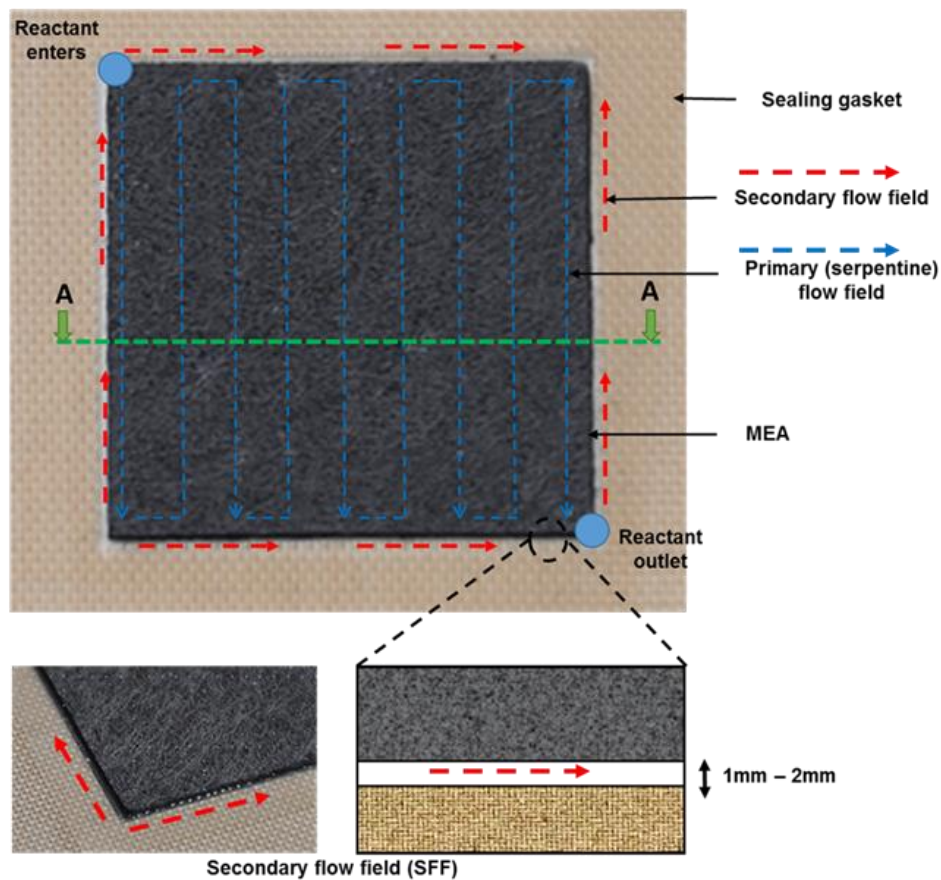 Reactant
enters
Sealing gasket
Secondary flow field
Primary (serpentine)
flow field
A
A
MEA
Reactant
outlet
1mm – 2mm
Secondary flow field (SFF)